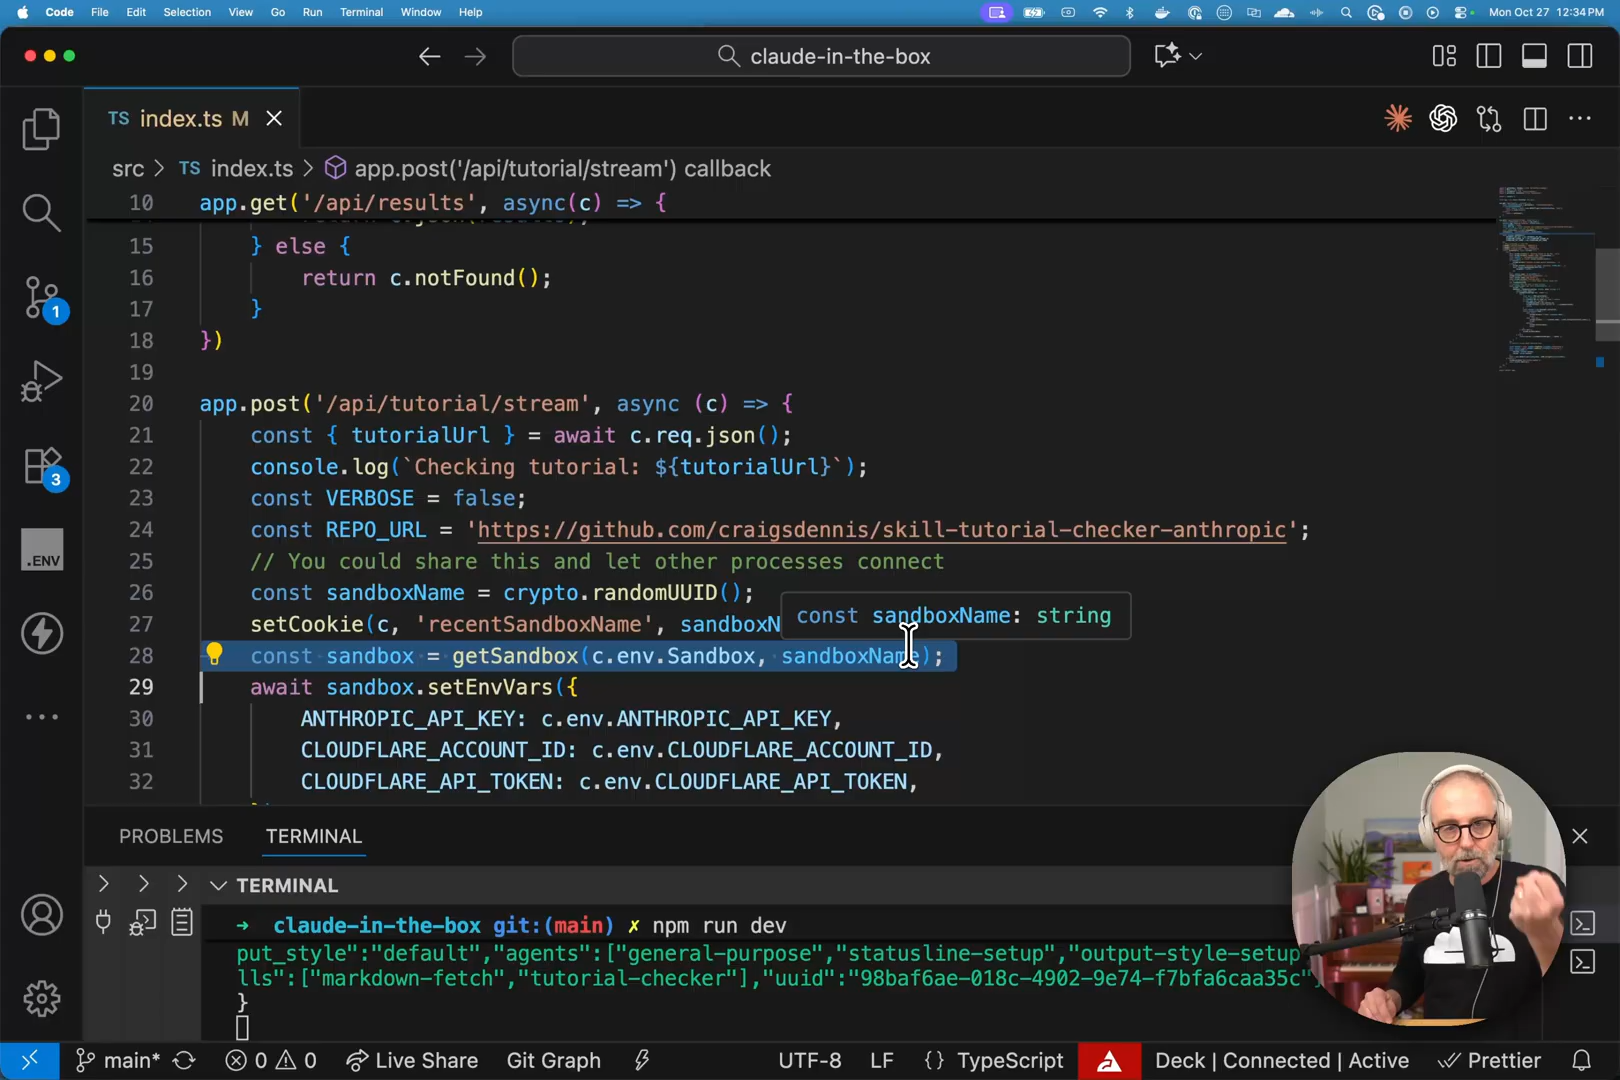 Code File Edit Selection View Go Run Terminal Window Help Mon Oct 27 12:34 PM
claude-in-the-box
TS index.ts M
src > TS index.ts > app.post('/api/tutorial/stream') callback
10 app.get('/api/results', async(c) => {
15 } else {
16 return c.notFound();
17 }
18 })
19
20 app.post('/api/tutorial/stream', async (c) => {
21 const { tutorialUrl } = await c.req.json();
22 console.log(`Checking tutorial: ${tutorialUrl}`);
23 const VERBOSE = false;
24 const REPO_URL = 'https://github.com/craigsdennis/skill-tutorial-checker-anthropic';
25 // You could share this and let other processes connect
26 const sandboxName = crypto.randomUUID();
const sandboxName: string
27 setCookie(c, 'recentSandboxName', sandboxN
28 const sandbox = getSandbox(c.env.Sandbox, sandboxName);
29 await sandbox.setEnvVars({
30 ANTHROPIC_API_KEY: c.env.ANTHROPIC_API_KEY,
31 CLOUDFLARE_ACCOUNT_ID: c.env.CLOUDFLARE_ACCOUNT_ID,
32 CLOUDFLARE_API_TOKEN: c.env.CLOUDFLARE_API_TOKEN,
1
3
.ENV
PROBLEMS TERMINAL
TERMINAL
→ claude-in-the-box git:(main) ✗ npm run dev
put_style":"default","agents":["general-purpose","statusline-setup","output-style-setup
lls":["markdown-fetch","tutorial-checker"],"uuid":"98baf6ae-018c-4902-9e74-f7bfa6caa35c"
}
main* 0 0 Live Share Git Graph UTF-8 LF {} TypeScript Deck | Connected | Active Prettier